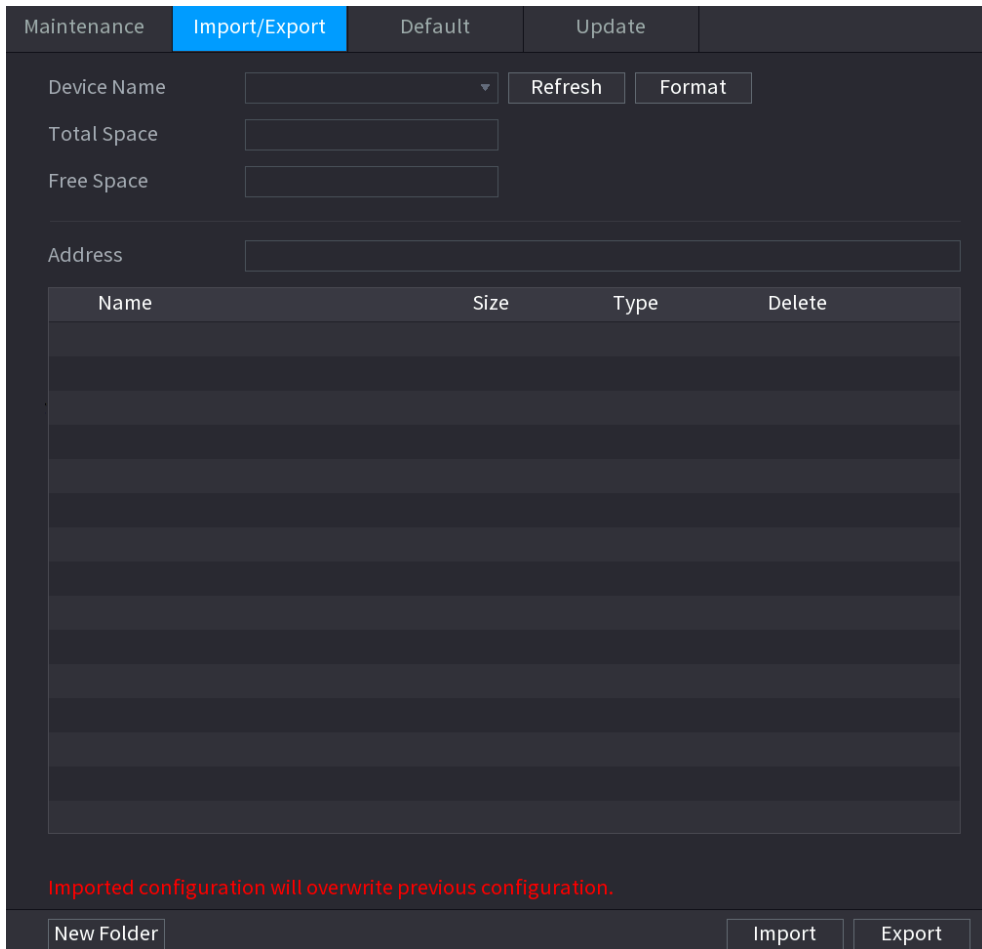 Maintenance Import/Export Default Update
Device Name Refresh Format
Total Space
Free Space
Address
Name Size Type Delete
Imported configuration will overwrite previous configuration.
New Folder Import Export